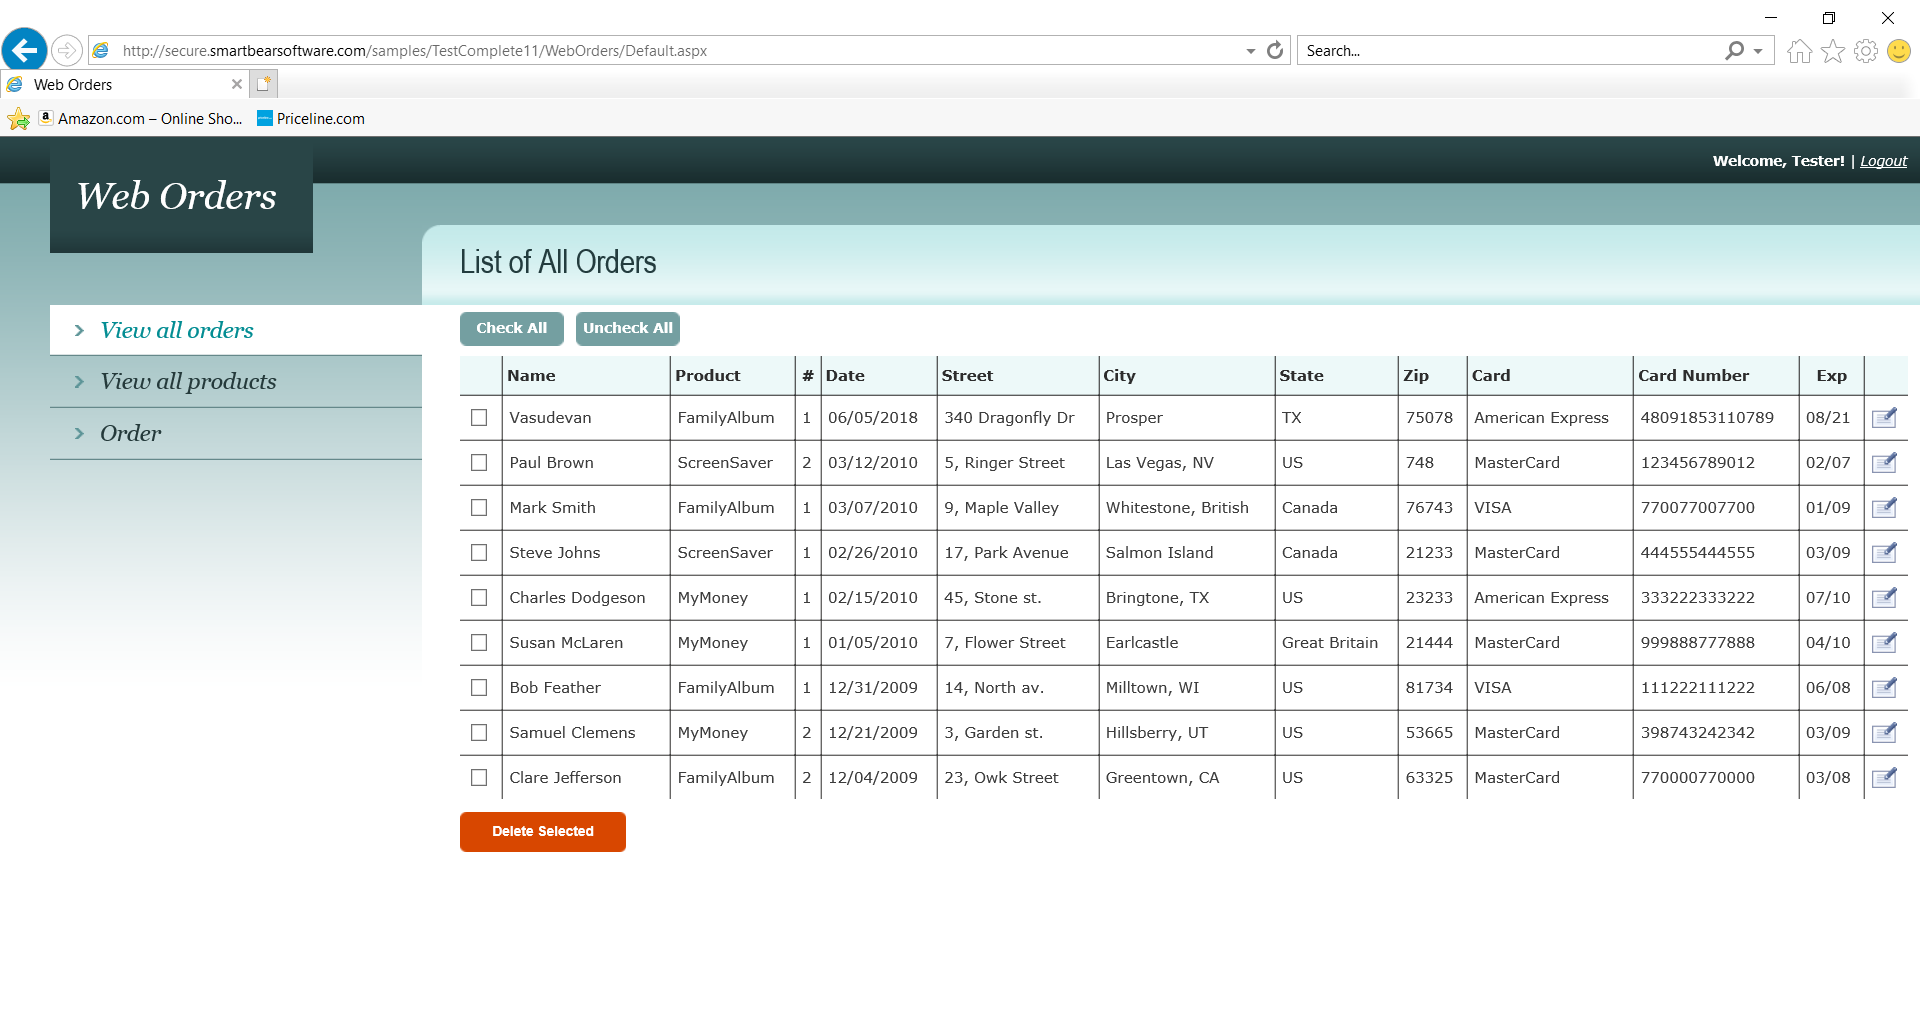 http://secure.smartbearsoftware.com/samples/TestComplete11/WebOrders/Default.aspx
Search...
Web Orders
Amazon.com – Online Sho...
Priceline.com
Welcome, Tester! | Logout
Web Orders
List of All Orders
View all orders
View all products
Order
Check All Uncheck All
Name Product # Date Street City State Zip Card Card Number Exp
Vasudevan FamilyAlbum 1 06/05/2018 340 Dragonfly Dr Prosper TX 75078 American Express 48091853110789 08/21
Paul Brown ScreenSaver 2 03/12/2010 5, Ringer Street Las Vegas, NV US 748 MasterCard 123456789012 02/07
Mark Smith FamilyAlbum 1 03/07/2010 9, Maple Valley Whitestone, British Canada 76743 VISA 770077007700 01/09
Steve Johns ScreenSaver 1 02/26/2010 17, Park Avenue Salmon Island Canada 21233 MasterCard 444555444555 03/09
Charles Dodgeson MyMoney 1 02/15/2010 45, Stone st. Bringtone, TX US 23233 American Express 333222333222 07/10
Susan McLaren MyMoney 1 01/05/2010 7, Flower Street Earlcastle Great Britain 21444 MasterCard 999888777888 04/10
Bob Feather FamilyAlbum 1 12/31/2009 14, North av. Milltown, WI US 81734 VISA 111222111222 06/08
Samuel Clemens MyMoney 2 12/21/2009 3, Garden st. Hillsberry, UT US 53665 MasterCard 398743242342 03/09
Clare Jefferson FamilyAlbum 2 12/04/2009 23, Owk Street Greentown, CA US 63325 MasterCard 770000770000 03/08
Delete Selected